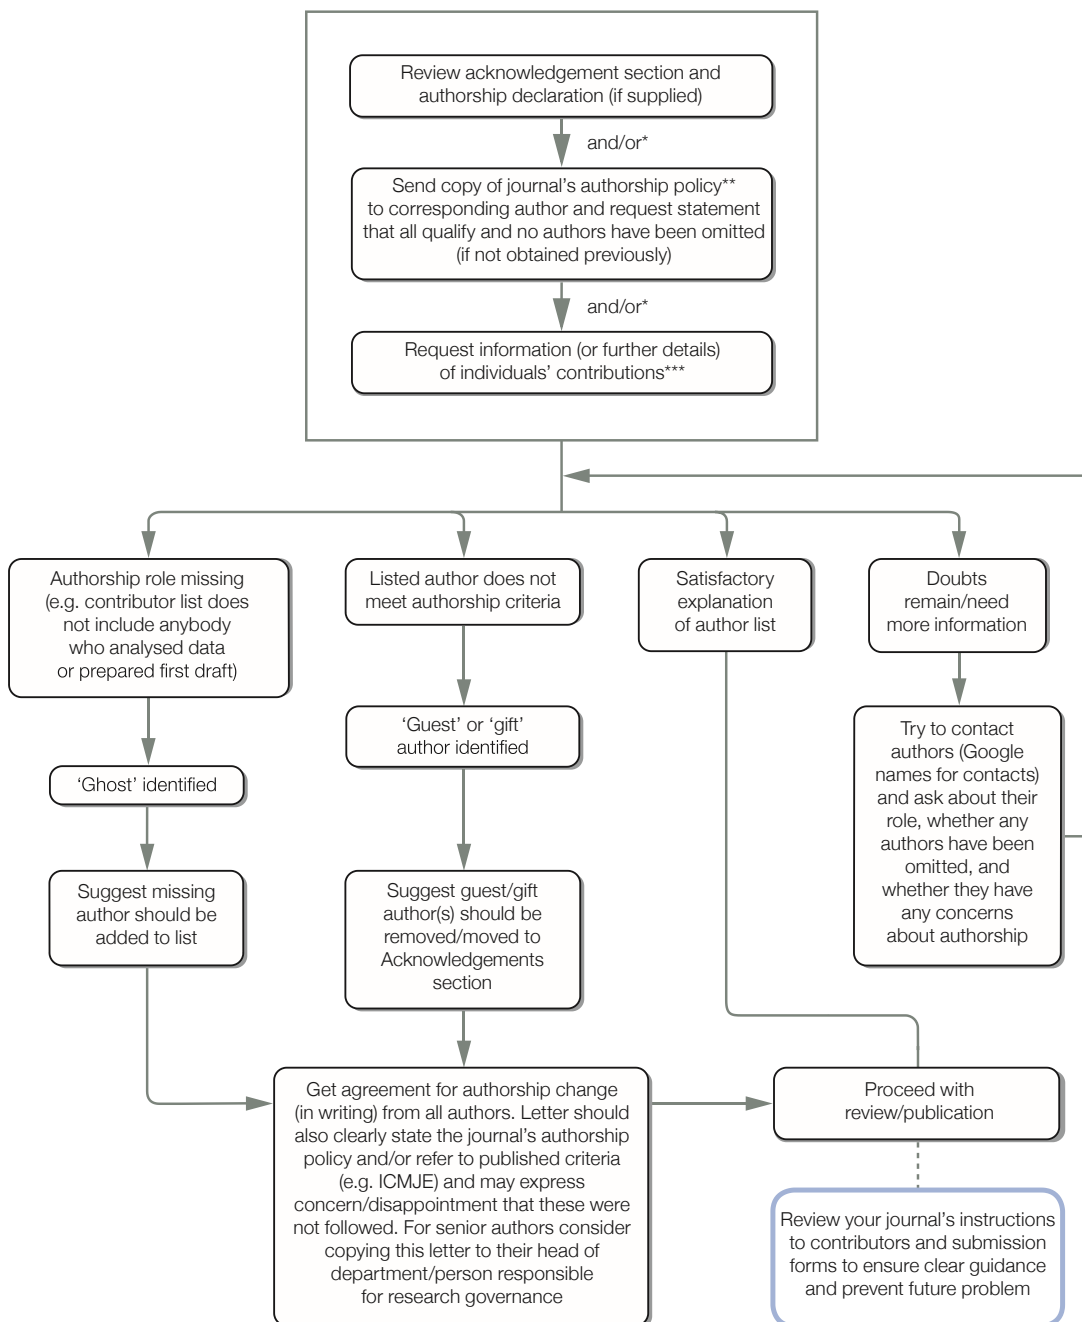 Review acknowledgement section and
authorship declaration (if supplied)
and/or*
Send copy of journal's authorship policy**
to corresponding author and request statement
that all qualify and no authors have been omitted
(if not obtained previously)
and/or*
Request information (or further details)
of individuals' contributions***
Authorship role missing
(e.g. contributor list does
not include anybody
who analysed data
or prepared first draft)
Listed author does not
meet authorship criteria
Satisfactory
explanation
of author list
Doubts
remain/need
more information
'Ghost' identified
'Guest' or 'gift'
author identified
Try to contact
authors (Google
names for contacts)
and ask about their
role, whether any
authors have been
omitted, and
whether they have
any concerns
about authorship
Suggest missing
author should be
added to list
Suggest guest/gift
author(s) should be
removed/moved to
Acknowledgements
section
Get agreement for authorship change
(in writing) from all authors. Letter should
also clearly state the journal's authorship
policy and/or refer to published criteria
(e.g. ICMJE) and may express
concern/disappointment that these were
not followed. For senior authors consider
copying this letter to their head of
department/person responsible
for research governance
Proceed with
review/publication
Review your journal's instructions
to contributors and submission
forms to ensure clear guidance
and prevent future problem